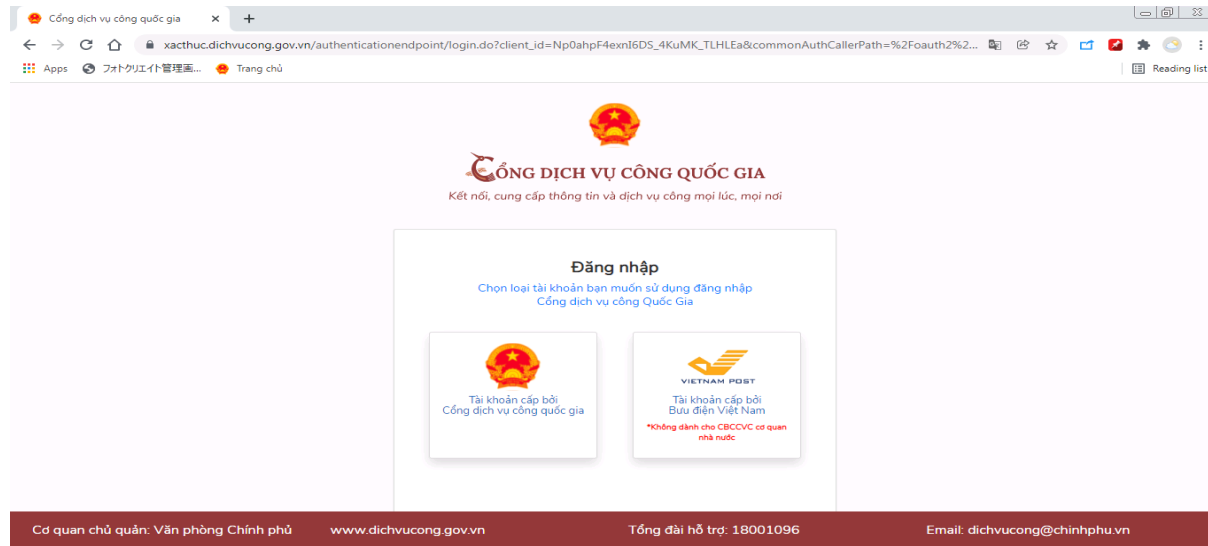 Cổng dịch vụ công quốc gia
xacthuc.dichvucong.gov.vn/authenticationendpoint/login.do?client_id=Np0ahpF4exnI6DS_4KuMK_TLHLEa&commonAuthCallerPath=%2Foauth2%2...
Apps フォトクリエイト管理画... Trang chủ Reading list
CỔNG DỊCH VỤ CÔNG QUỐC GIA
Kết nối, cung cấp thông tin và dịch vụ công mọi lúc, mọi nơi
Đăng nhập
Chọn loại tài khoản bạn muốn sử dụng đăng nhập
Cổng dịch vụ công Quốc Gia
Tài khoản cấp bởi
Cổng dịch vụ công quốc gia
VIETNAM POST
Tài khoản cấp bởi
Bưu điện Việt Nam
*Không dành cho CBCCVC cơ quan
nhà nước
Cơ quan chủ quản: Văn phòng Chính phủ www.dichvucong.gov.vn Tổng đài hỗ trợ: 18001096 Email: dichvucong@chinhphu.vn